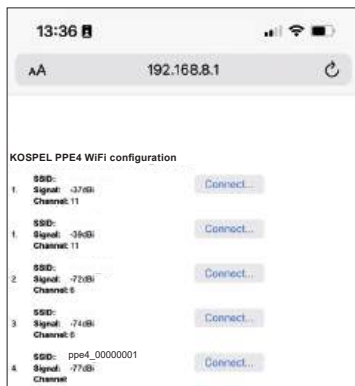 13:36
AA 192.168.8.1
KOSPEL PPE4 WiFi configuration
SSID:
1. Signal: -37dBi Connect...
Channel: 11
SSID:
1. Signal: -39dBi Connect...
Channel: 11
SSID:
2 Signal: -72dBi Connect...
Channel: 6
SSID:
3 Signal: -74dBi Connect...
Channel: 6
SSID: ppe4_00000001
4. Signal: -77dBi Connect...
Channel: